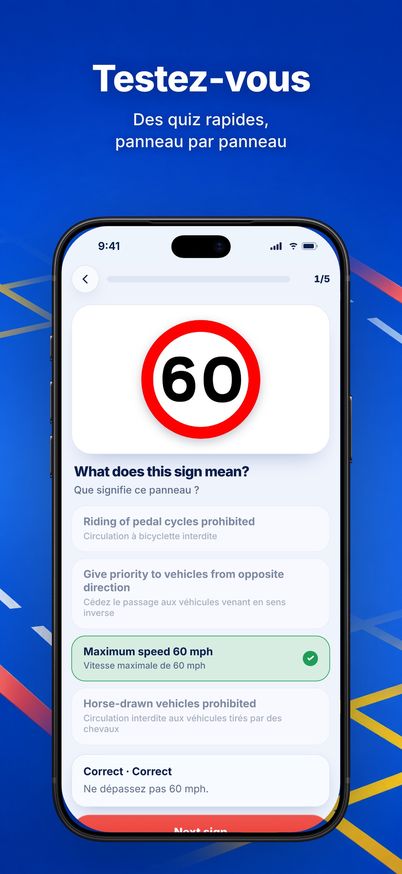 Testez-vous
Des quiz rapides,
panneau par panneau
9:41
1/5
60
What does this sign mean?
Que signifie ce panneau ?
Riding of pedal cycles prohibited
Circulation à bicyclette interdite
Give priority to vehicles from opposite
direction
Cédez le passage aux véhicules venant en sens
inverse
Maximum speed 60 mph
Vitesse maximale de 60 mph
Horse-drawn vehicles prohibited
Circulation interdite aux véhicules tirés par des
chevaux
Correct · Correct
Ne dépassez pas 60 mph.
Next sign